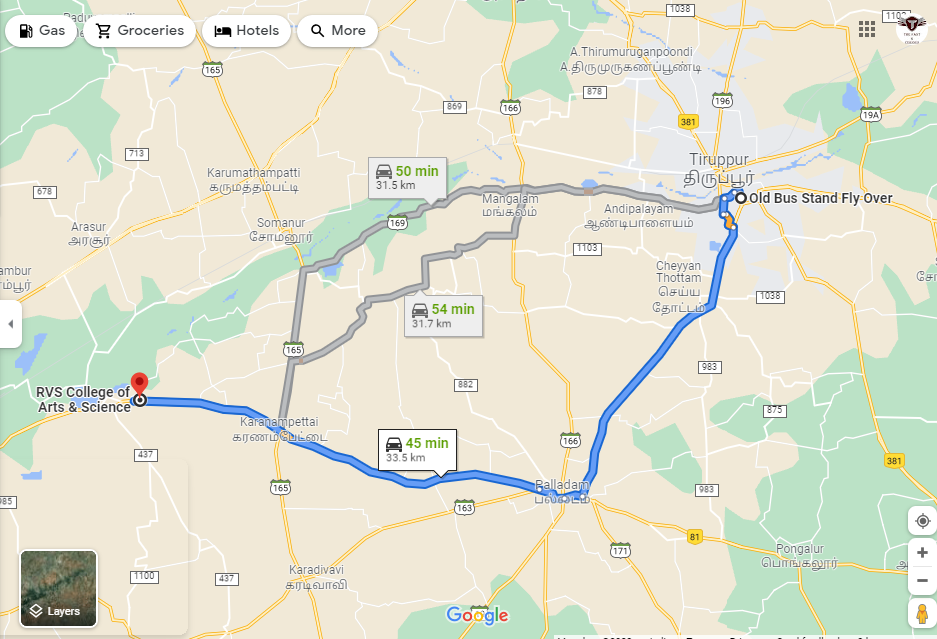 Gas
Groceries
Hotels
More
1038
165
869
166
878
A.Thirumuruganpoondi
A.திருமுருகன்பூண்டி
196
381
19A
713
Karumathampatti
கருமத்தம்பட்டி
678
50 min
31.5 km
Tiruppur
திருப்பூர்
Old Bus Stand Fly Over
Mangalam
மங்கலம்
Andipalayam
ஆண்டிபாளையம்
169
Somanur
சோமனூர்
Arasur
அரசூர்
1103
Cheyyan
Thottam
செய்ய
தோட்டம்
1038
54 min
31.7 km
165
983
882
875
RVS College of
Arts & Science
Karanampettai
கரணம்பேட்டை
437
45 min
33.5 km
166
381
165
163
Palladam
பல்லடம்
983
81
171
Pongalur
பொங்கலூர்
1100
437
Karadivavi
கரடிவாவி
Layers
Google